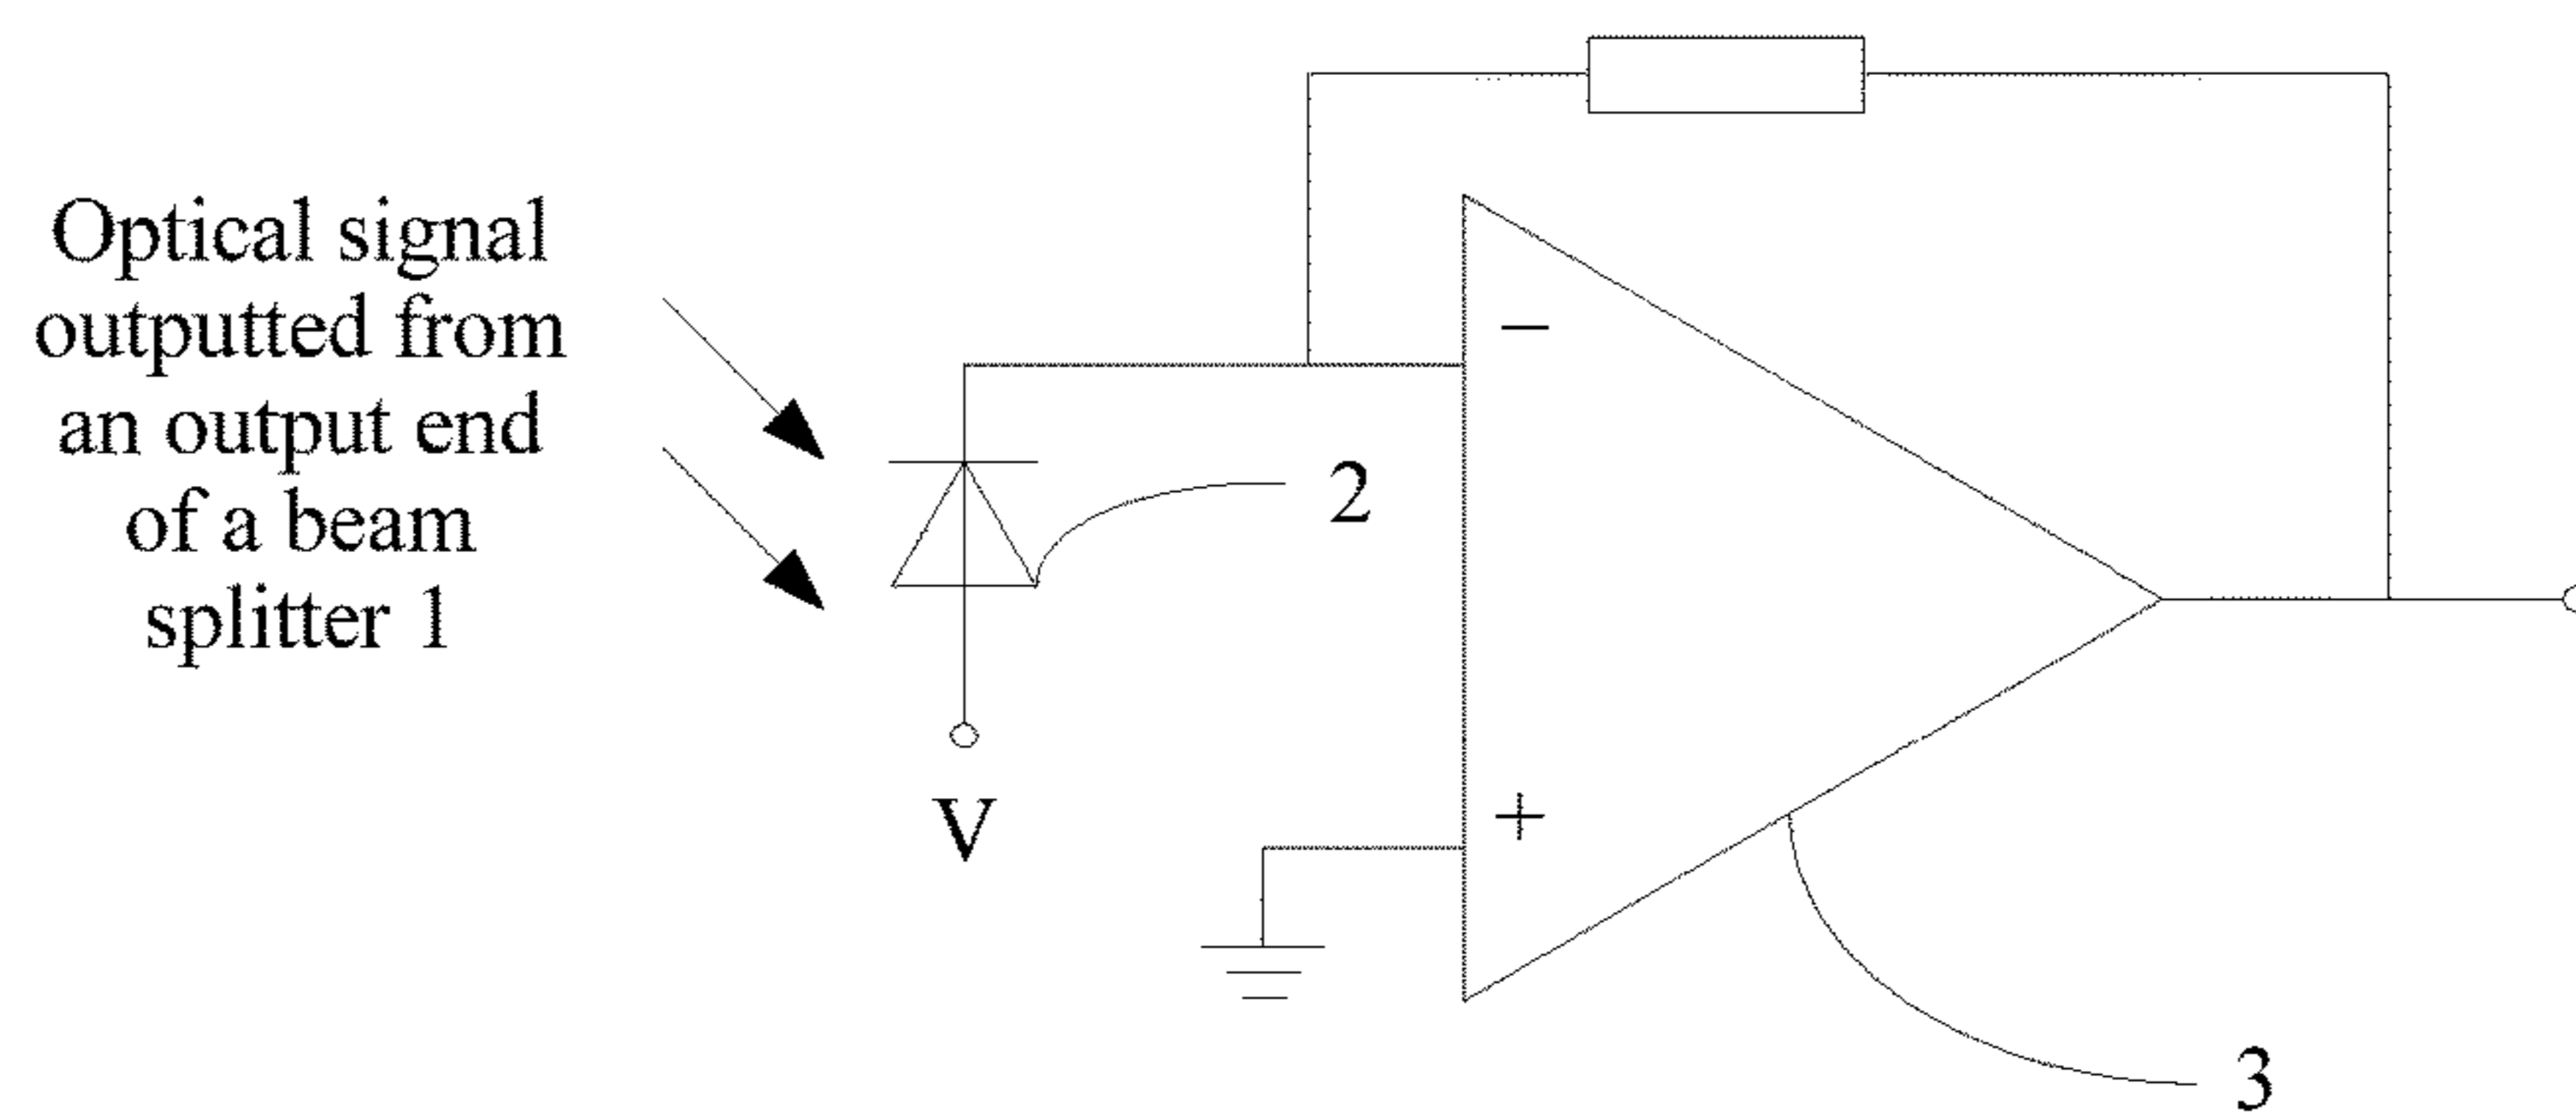 Optical signal
outputted from
an output end
of a beam
splitter 1
2
V
−
+
3